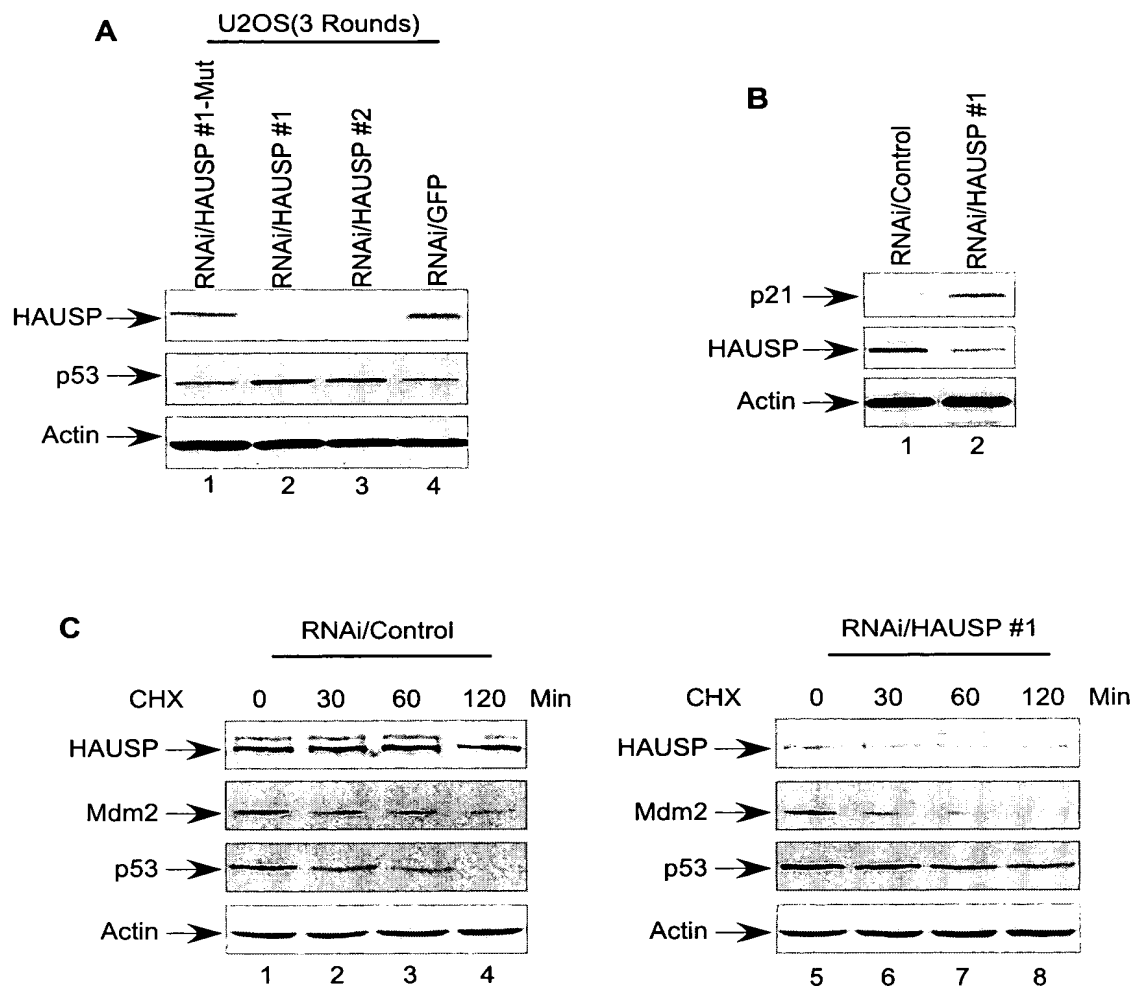 A
U2OS(3 Rounds)
RNAi/HAUSP #1-Mut
RNAi/HAUSP #1
RNAi/HAUSP #2
RNAi/GFP
HAUSP
p53
Actin
1 2 3 4
B
RNAi/Control
RNAi/HAUSP #1
p21
HAUSP
Actin
1 2
C
RNAi/Control
CHX 0 30 60 120 Min
HAUSP
Mdm2
p53
Actin
1 2 3 4
RNAi/HAUSP #1
CHX 0 30 60 120 Min
HAUSP
Mdm2
p53
Actin
5 6 7 8